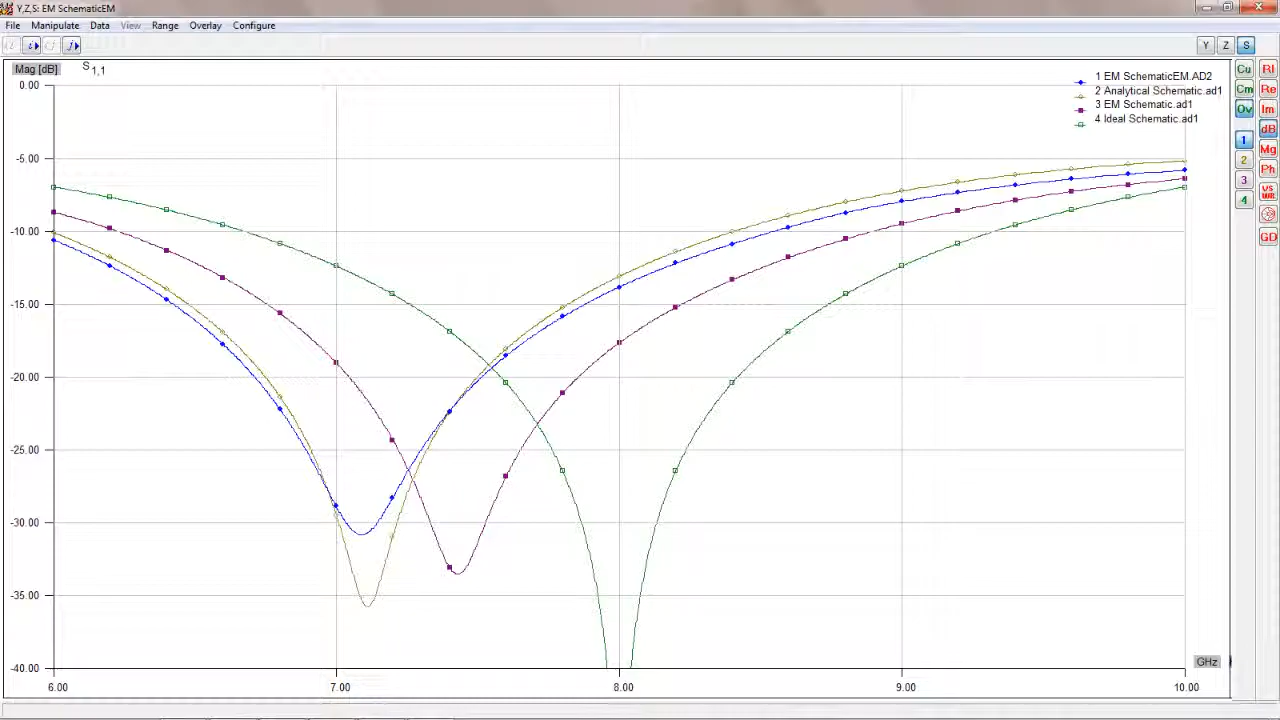 Y,Z,S: EM SchematicEM
File Manipulate Data View Range Overlay Configure
Y Z S
Mag [dB] S 1,1
1 EM SchematicEM.AD2
2 Analytical Schematic.ad1
3 EM Schematic.ad1
4 Ideal Schematic.ad1
0.00
-5.00
-10.00
-15.00
-20.00
-25.00
-30.00
-35.00
-40.00
6.00 7.00 8.00 9.00 10.00
GHz
Cu RI
Cm Re
Ov Im
dB
1 Mg
2 Ph
3 VS WR
4
GD